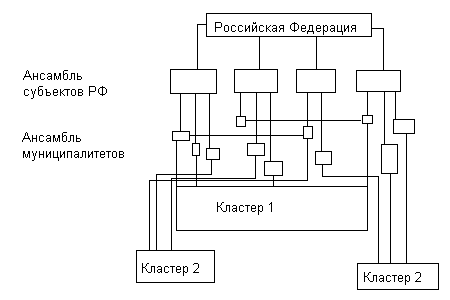 Российская Федерация
Ансамбль
субъектов РФ
Ансамбль
муниципалитетов
Кластер 1
Кластер 2
Кластер 2